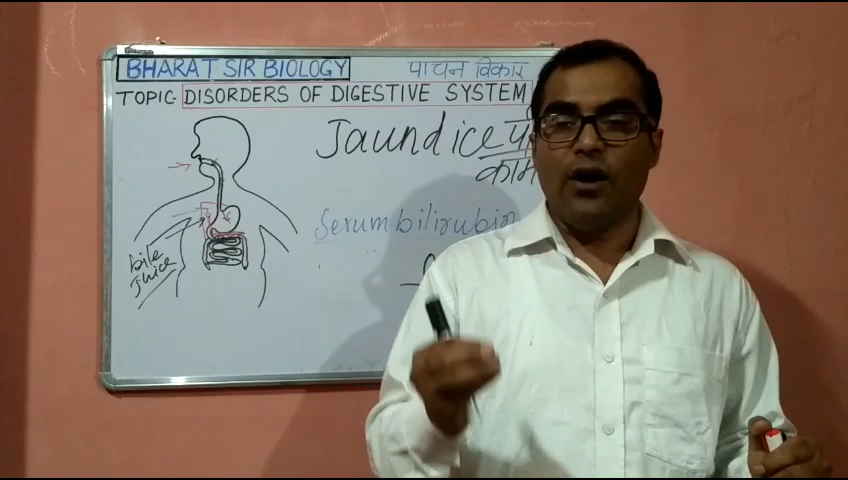 BHARAT SIR BIOLOGY पाचन विकार
TOPIC- DISORDERS OF DIGESTIVE SYSTEM
Jaundice
Serum bilirubin
bile
Juice